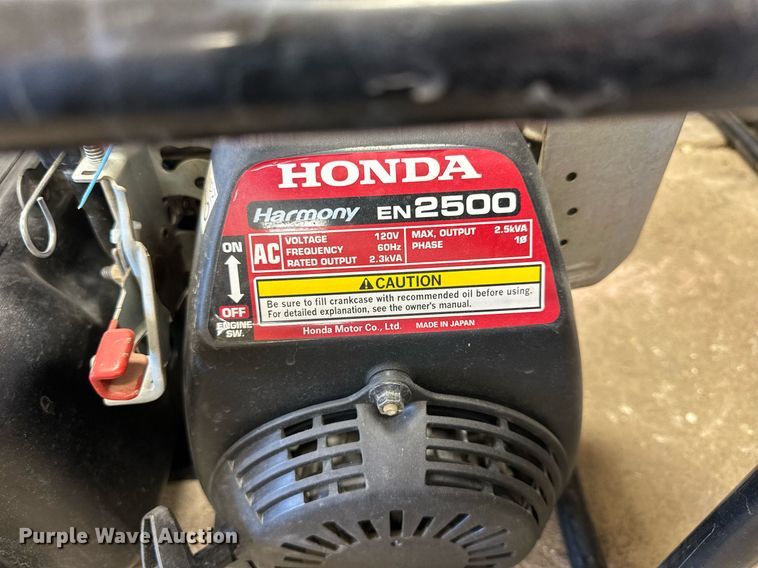 HONDA
Harmony EN2500
ON
OFF
ENGINE
SW.
AC
VOLTAGE 120V
FREQUENCY 60Hz
RATED OUTPUT 2.3kVA
MAX. OUTPUT 2.5kVA
PHASE 1ø
CAUTION
Be sure to fill crankcase with recommended oil before using.
For detailed explanation, see the owner's manual.
Honda Motor Co., Ltd. MADE IN JAPAN
Purple Wave Auction